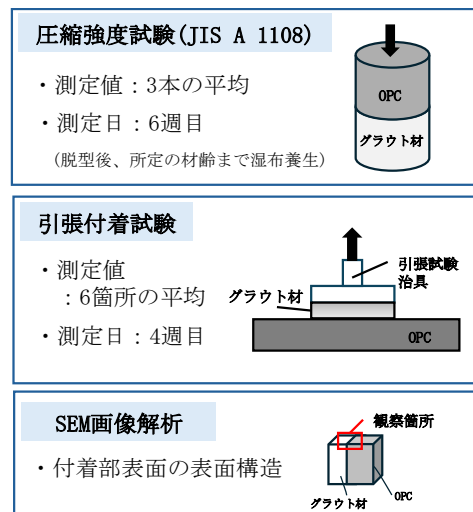 圧縮強度試験(JIS A 1108)
・測定値：3本の平均
・測定日：6週目
(脱型後、所定の材齢まで湿布養生)
OPC
グラウト材
引張付着試験
・測定値
：6箇所の平均
・測定日：4週目
引張試験
治具
グラウト材
OPC
SEM画像解析
・付着部表面の表面構造
観察箇所
グラウト材
OPC